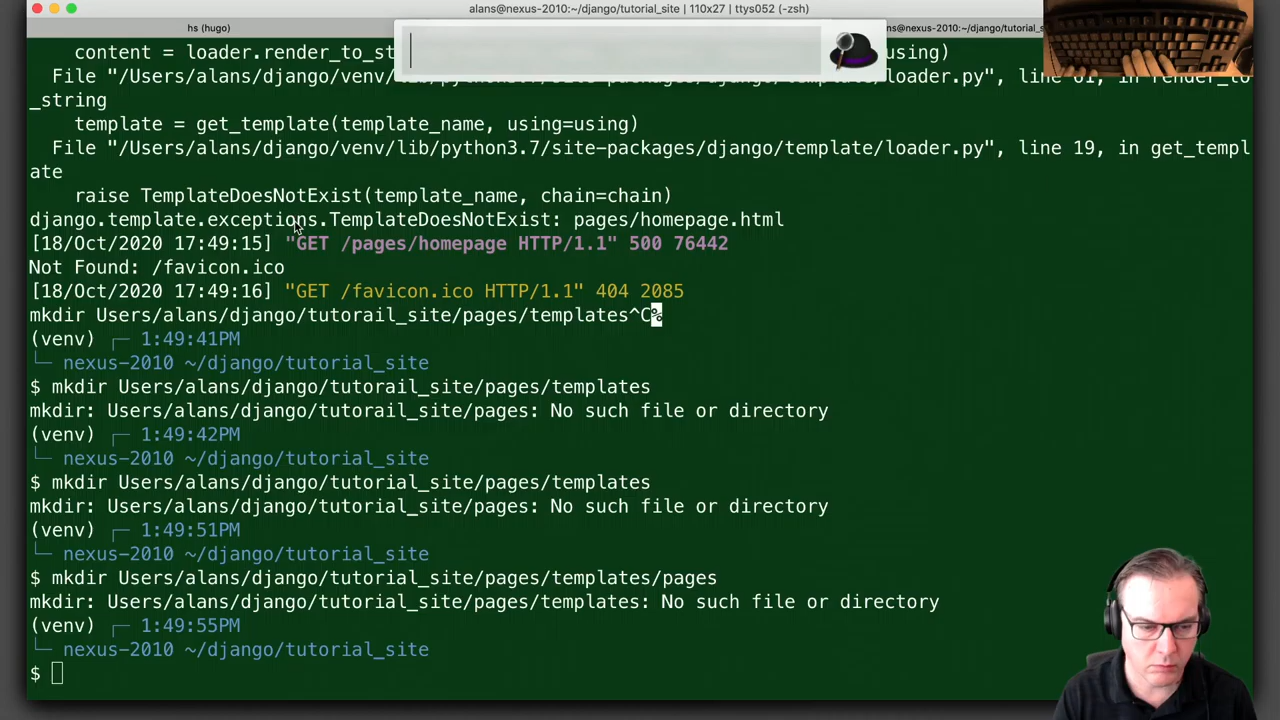 alans@nexus-2010:~/django/tutorial_site | 110x27 | ttys052 (-zsh)
hs (hugo)
content = loader.render_to_st
using)
File "/Users/alans/django/venv/
template/loader.py", line 61, in render_to
_string
template = get_template(template_name, using=using)
File "/Users/alans/django/venv/lib/python3.7/site-packages/django/template/loader.py", line 19, in get_templ
ate
raise TemplateDoesNotExist(template_name, chain=chain)
django.template.exceptions.TemplateDoesNotExist: pages/homepage.html
[18/Oct/2020 17:49:15] "GET /pages/homepage HTTP/1.1" 500 76442
Not Found: /favicon.ico
[18/Oct/2020 17:49:16] "GET /favicon.ico HTTP/1.1" 404 2085
mkdir Users/alans/django/tutorail_site/pages/templates^C%
(venv) ┌─ 1:49:41PM
└─ nexus-2010 ~/django/tutorial_site
$ mkdir Users/alans/django/tutorail_site/pages/templates
mkdir: Users/alans/django/tutorail_site/pages: No such file or directory
(venv) ┌─ 1:49:42PM
└─ nexus-2010 ~/django/tutorial_site
$ mkdir Users/alans/django/tutorial_site/pages/templates
mkdir: Users/alans/django/tutorial_site/pages: No such file or directory
(venv) ┌─ 1:49:51PM
└─ nexus-2010 ~/django/tutorial_site
$ mkdir Users/alans/django/tutorial_site/pages/templates/pages
mkdir: Users/alans/django/tutorial_site/pages/templates: No such file or directory
(venv) ┌─ 1:49:55PM
└─ nexus-2010 ~/django/tutorial_site
$